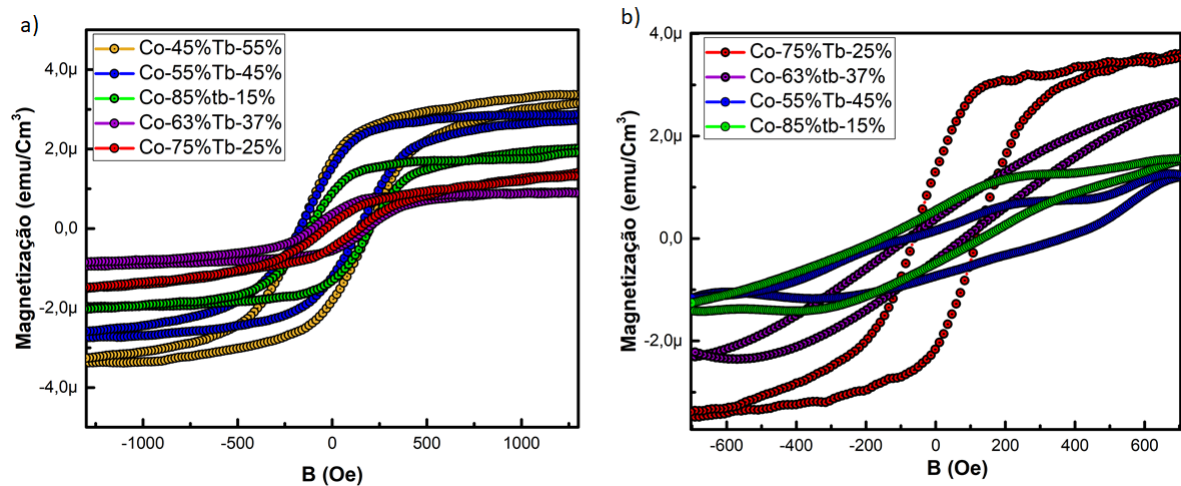 a)
Co-45%Tb-55%
Co-55%Tb-45%
Co-85%tb-15%
Co-63%Tb-37%
Co-75%Tb-25%
4,0µ
2,0µ
0,0
-2,0µ
-4,0µ
Magnetização (emu/Cm³)
-1000 -500 0 500 1000
B (Oe)
b)
Co-75%Tb-25%
Co-63%tb-37%
Co-55%Tb-45%
Co-85%tb-15%
4,0µ
2,0µ
0,0
-2,0µ
Magnetização (emu/Cm³)
-600 -400 -200 0 200 400 600
B (Oe)